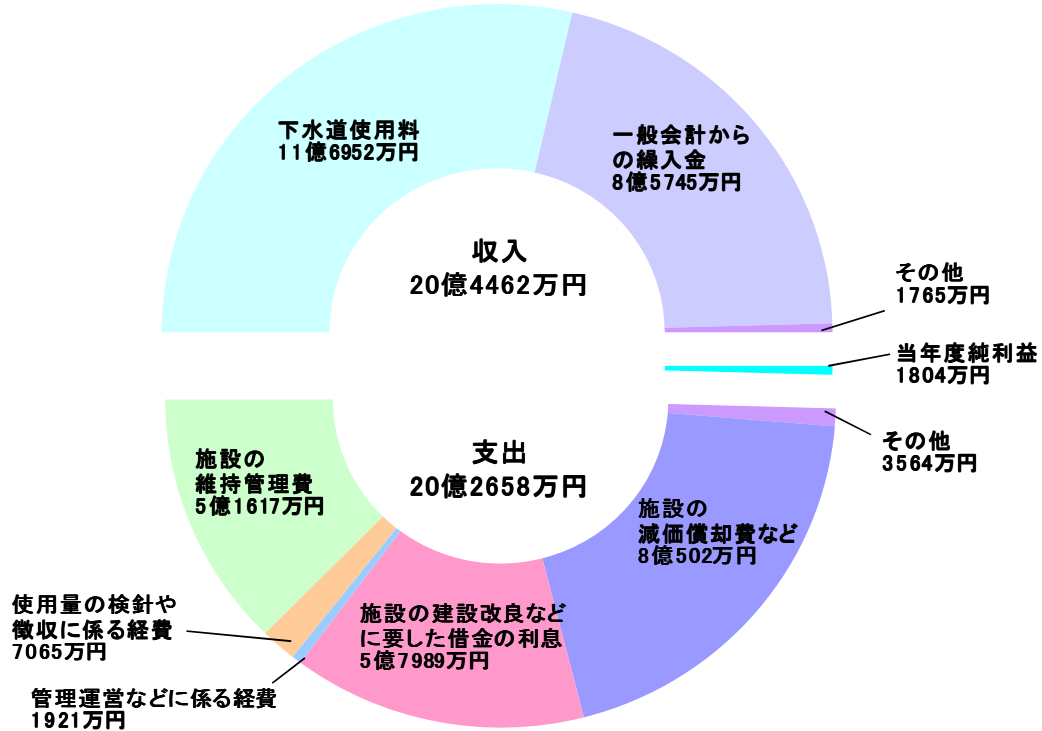 下水道使用料
11億6952万円
一般会計から
の繰入金
8億5745万円
収入
20億4462万円
その他
1765万円
当年度純利益
1804万円
その他
3564万円
支出
20億2658万円
施設の
維持管理費
5億1617万円
施設の
減価償却費など
8億502万円
使用量の検針や
徴収に係る経費
7065万円
施設の建設改良など
に要した借金の利息
5億7989万円
管理運営などに係る経費
1921万円